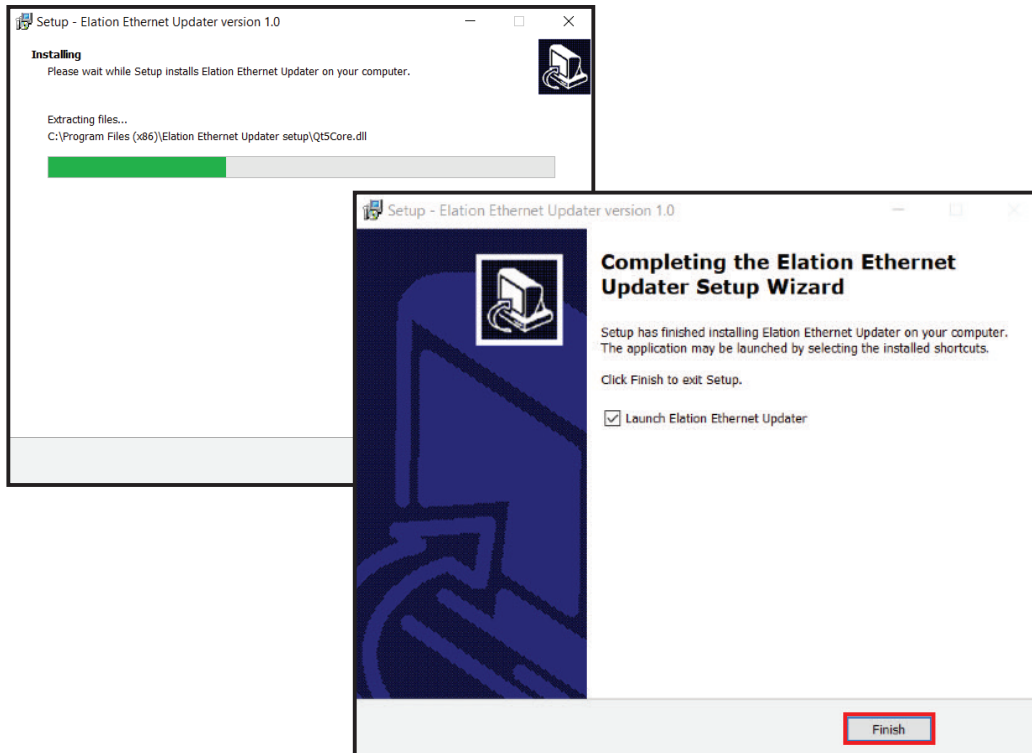 Setup - Elation Ethernet Updater version 1.0
Installing
Please wait while Setup installs Elation Ethernet Updater on your computer.
Extracting files...
C:\Program Files (x86)\Elation Ethernet Updater setup\Qt5Core.dll
Setup - Elation Ethernet Updater version 1.0
Completing the Elation Ethernet
Updater Setup Wizard
Setup has finished installing Elation Ethernet Updater on your computer.
The application may be launched by selecting the installed shortcuts.
Click Finish to exit Setup.
Launch Elation Ethernet Updater
Finish